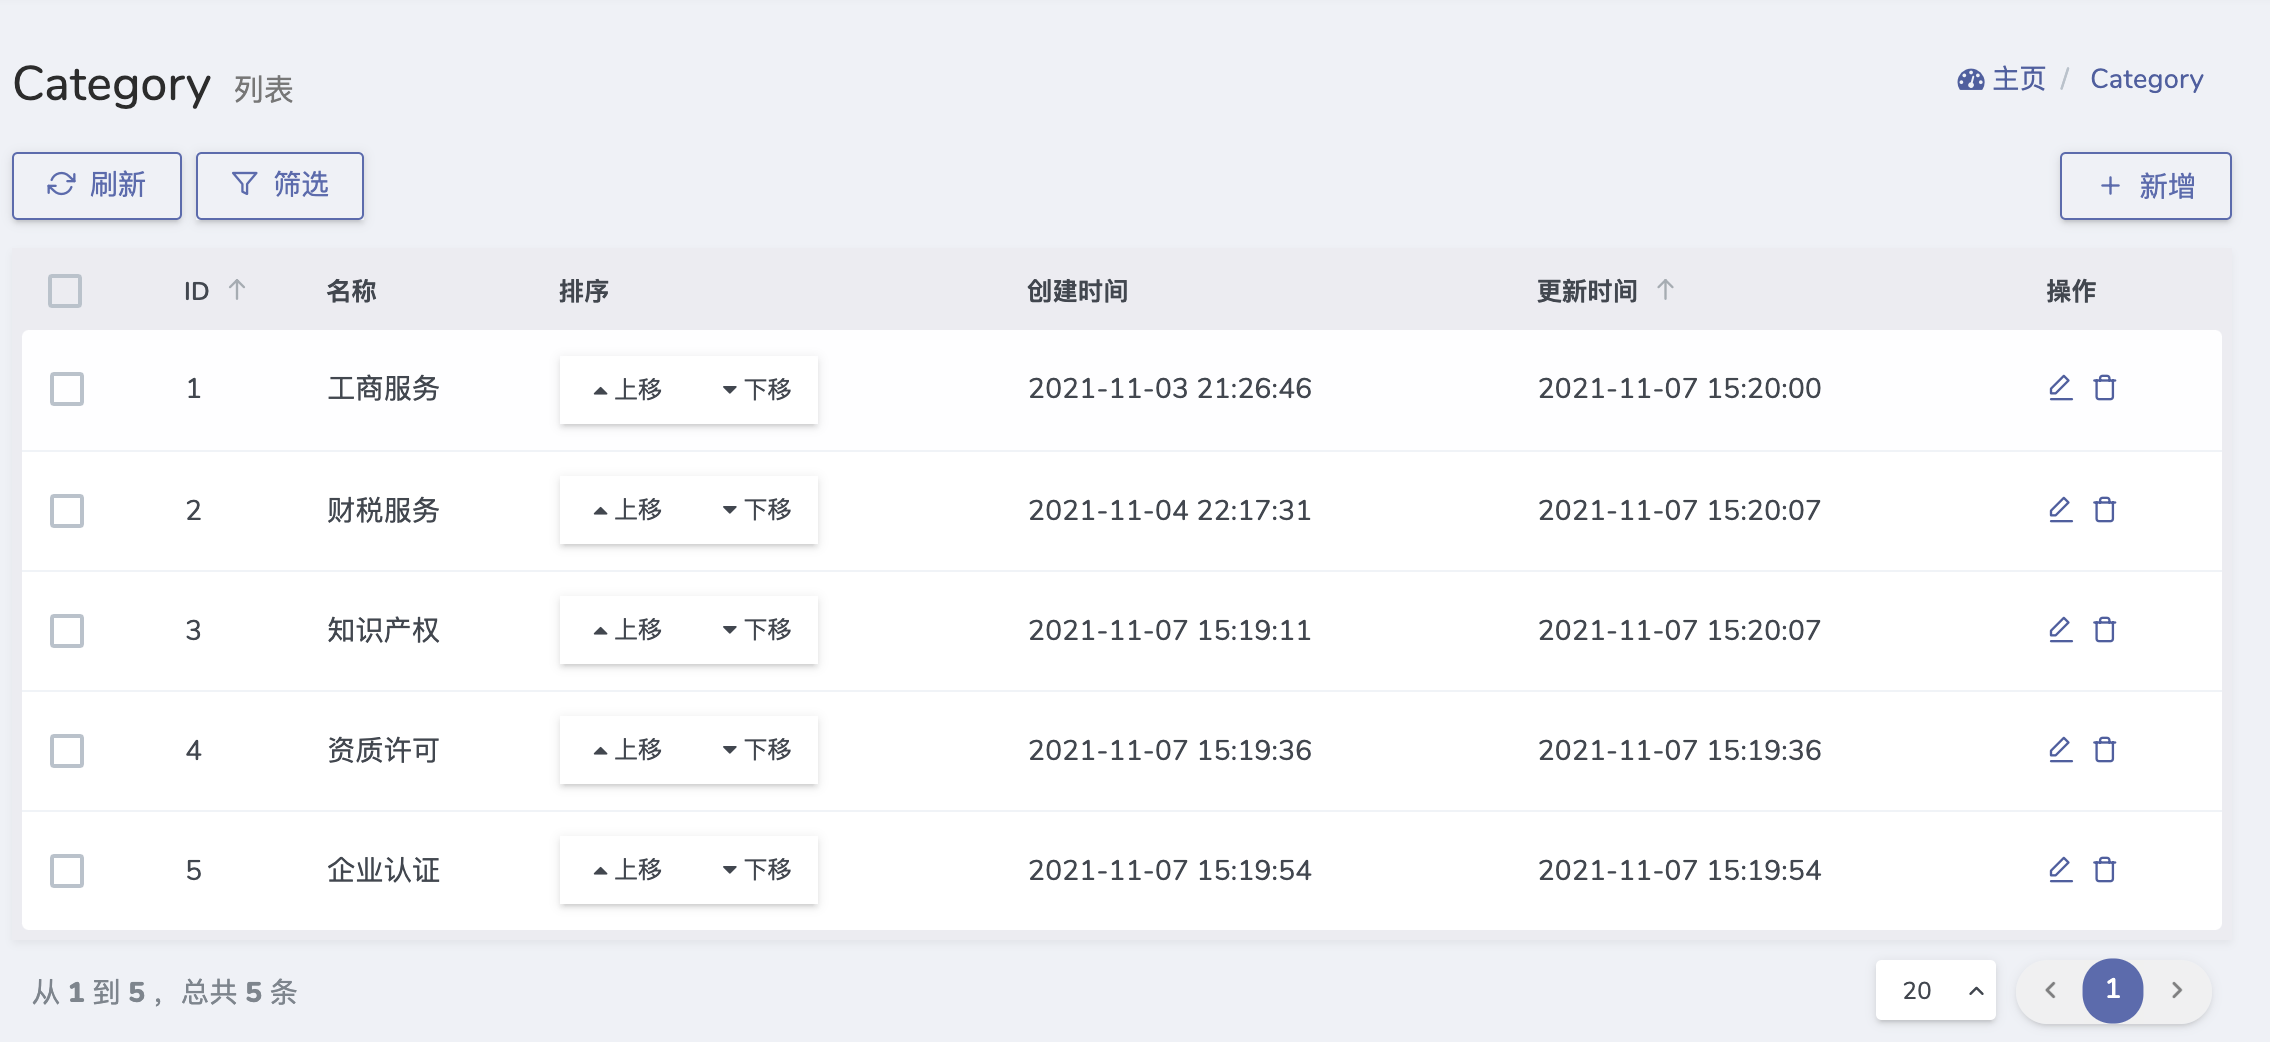 Category 列表
主页 / Category
刷新 筛选 新增
ID 名称 排序 创建时间 更新时间 操作
1 工商服务 上移 下移 2021-11-03 21:26:46 2021-11-07 15:20:00
2 财税服务 上移 下移 2021-11-04 22:17:31 2021-11-07 15:20:07
3 知识产权 上移 下移 2021-11-07 15:19:11 2021-11-07 15:20:07
4 资质许可 上移 下移 2021-11-07 15:19:36 2021-11-07 15:19:36
5 企业认证 上移 下移 2021-11-07 15:19:54 2021-11-07 15:19:54
从 1 到 5 ，总共 5 条
20
1